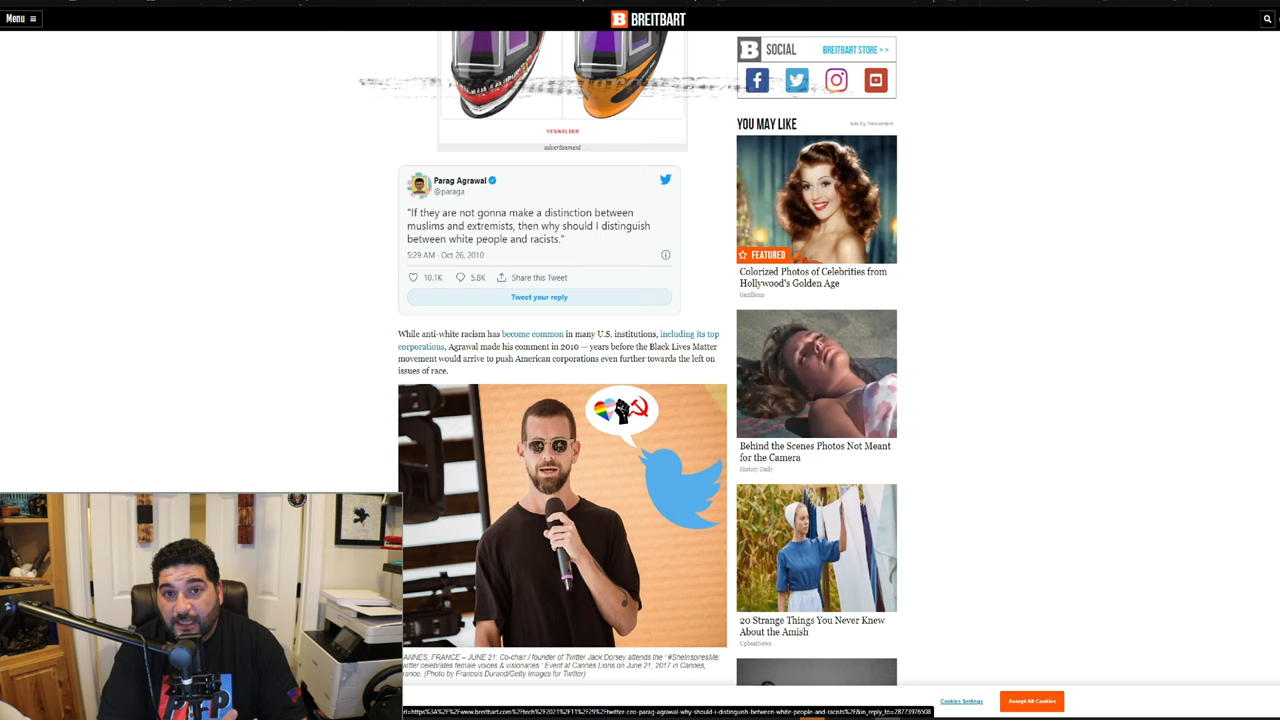 Menu
BREITBART
SOCIAL
BREITBART STORE > >
YESWELDER
advertisement
YOU MAY LIKE
Parag Agrawal
@paraga
"If they are not gonna make a distinction between
muslims and extremists, then why should I distinguish
between white people and racists."
5:29 AM · Oct 26, 2010
10.1K
5.8K
Share this Tweet
Tweet your reply
While anti-white racism has become common in many U.S. institutions, including its top
corporations, Agrawal made his comment in 2010 — years before the Black Lives Matter
movement would arrive to push American corporations even further towards the left on
issues of race.
ANNES, FRANCE – JUNE 21: Co-chair / founder of Twitter Jack Dorsey attends the ' #SheInspiresMe:
witter celebrates female voices & visionaries ' Event at Cannes Lions on June 21, 2017 in Cannes,
rance. (Photo by Francois Durand/Getty Images for Twitter)
FEATURED
Colorized Photos of Celebrities from
Hollywood's Golden Age
Behind the Scenes Photos Not Meant
for the Camera
History Daily
20 Strange Things You Never Knew
About the Amish
UpbeatNews
Cookies Settings
Accept All Cookies